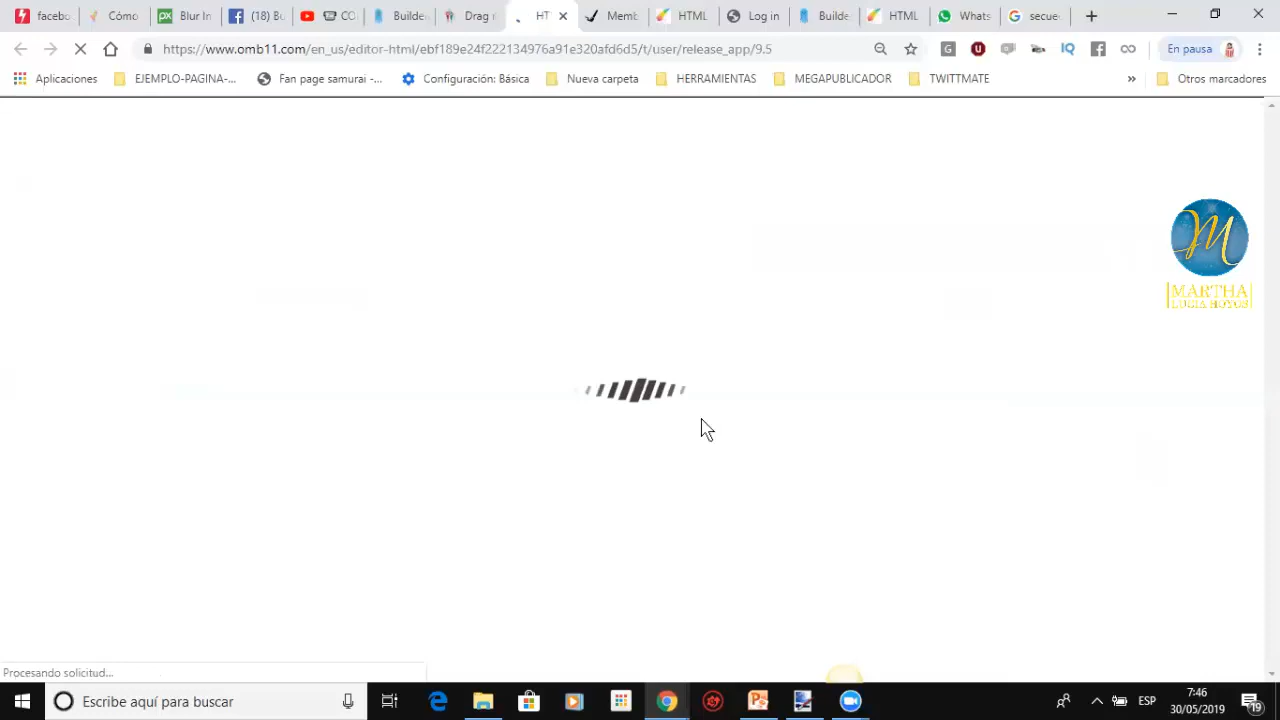 facebo
Cómo
Blur In
(18) Bu
CO
Builde
Drag
HT
Memb
HTML
Log in
Builde
HTML
Whats
secue
https://www.omb11.com/en_us/editor-html/ebf189e24f222134976a91e320afd6d5/t/user/release_app/9.5
En pausa
Aplicaciones
EJEMPLO-PAGINA-...
Fan page samurai -...
Configuración: Básica
Nueva carpeta
HERRAMIENTAS
MEGAPUBLICADOR
TWITTMATE
»
Otros marcadores
M
MARTHA
LUCIA HOYOS
Procesando solicitud...
Escribe aquí para buscar
ESP
7:46
30/05/2019
19